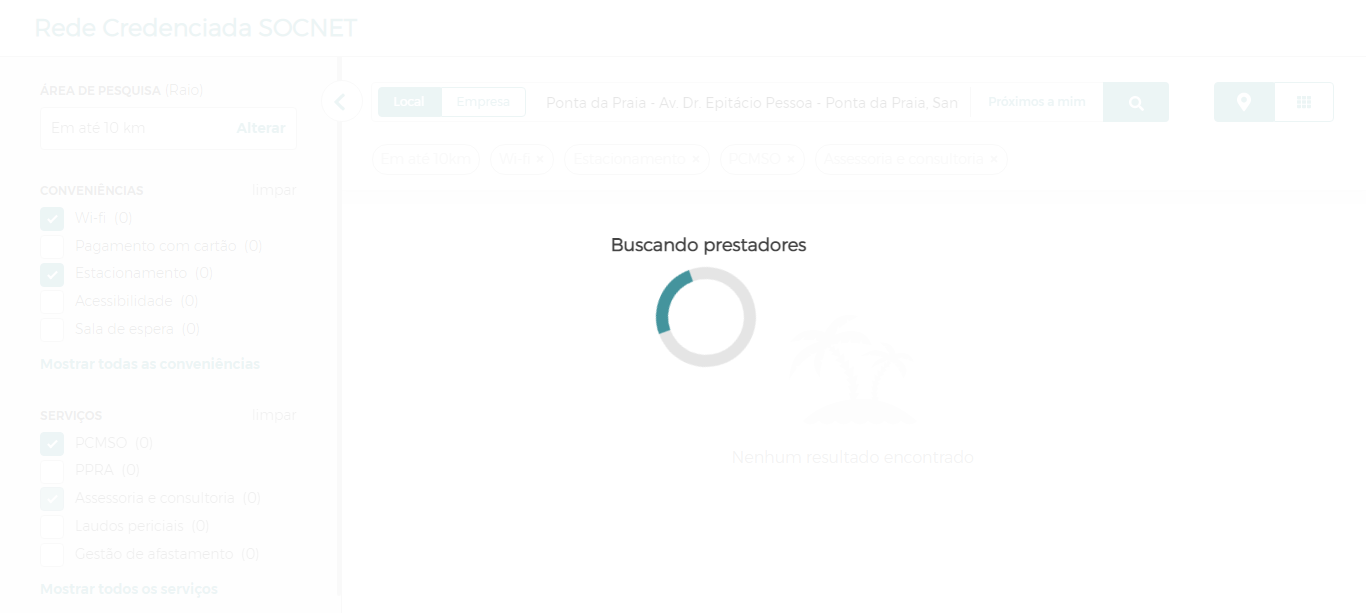 Rede Credenciada SOCNET
ÁREA DE PESQUISA (Raio)
Em até 10 km Alterar
CONVENIÊNCIAS limpar
Wi-fi (0)
Pagamento com cartão (0)
Estacionamento (0)
Acessibilidade (0)
Sala de espera (0)
Mostrar todas as conveniências
SERVIÇOS limpar
PCMSO (0)
PPRA (0)
Assessoria e consultoria (0)
Laudos periciais (0)
Gestão de afastamento (0)
Mostrar todos os serviços
Local Empresa Ponta da Praia - Av. Dr. Epitácio Pessoa - Ponta da Praia, San Próximos a mim
Em até 10km Wi-fi × Estacionamento × PCMSO × Assessoria e consultoria ×
Buscando prestadores
Nenhum resultado encontrado